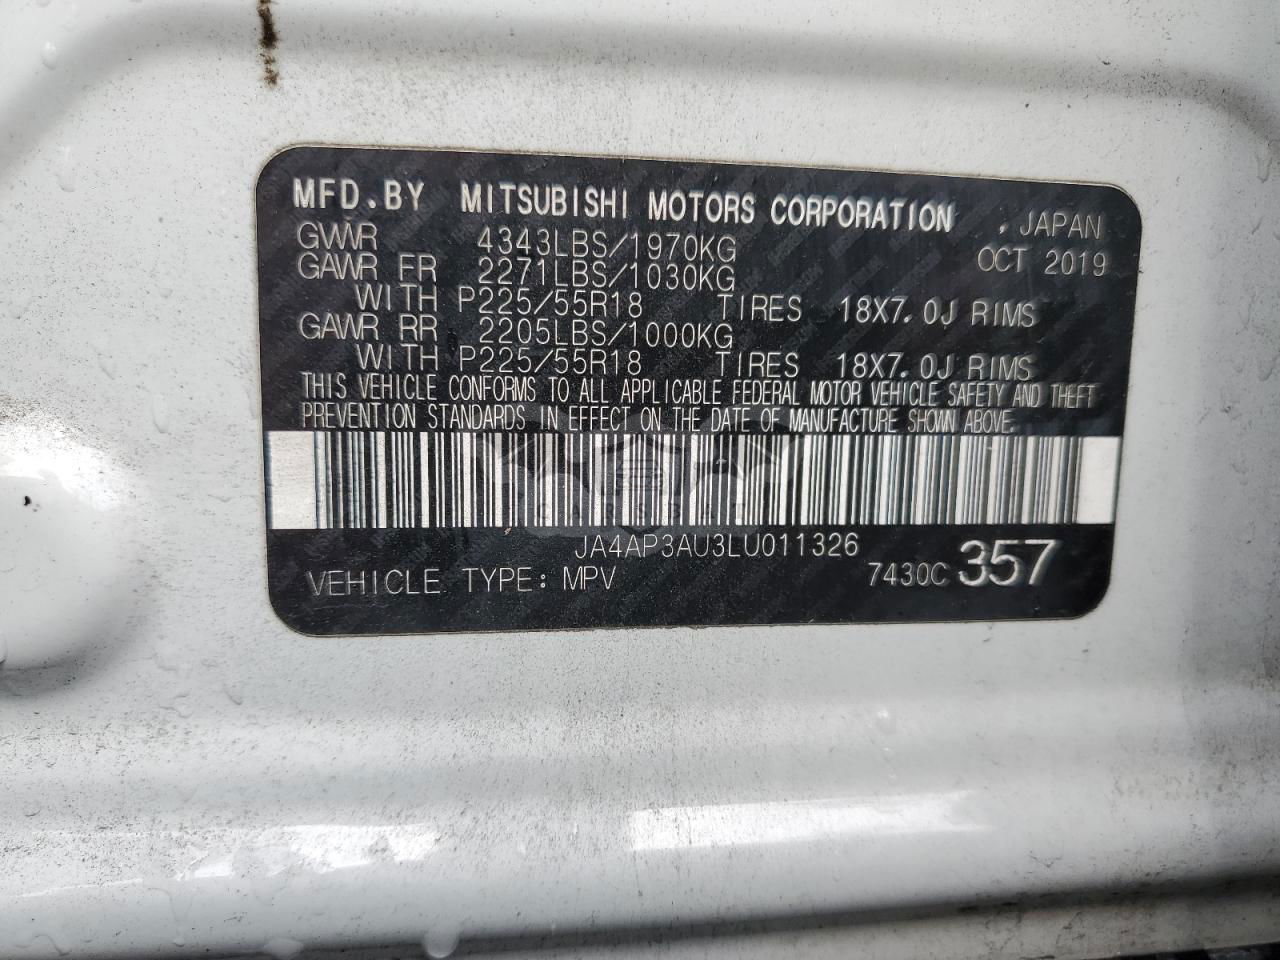 MFD.BY MITSUBISHI MOTORS CORPORATION , JAPAN
GVWR 4343LBS/1970KG OCT 2019
GAWR FR 2271LBS/1030KG
WITH P225/55R18 TIRES 18X7.0J RIMS
GAWR RR 2205LBS/1000KG
WITH P225/55R18 TIRES 18X7.0J RIMS
THIS VEHICLE CONFORMS TO ALL APPLICABLE FEDERAL MOTOR VEHICLE SAFETY AND THEFT
PREVENTION STANDARDS IN EFFECT ON THE DATE OF MANUFACTURE SHOWN ABOVE.
JA4AP3AU3LU011326
VEHICLE TYPE: MPV 7430C 357